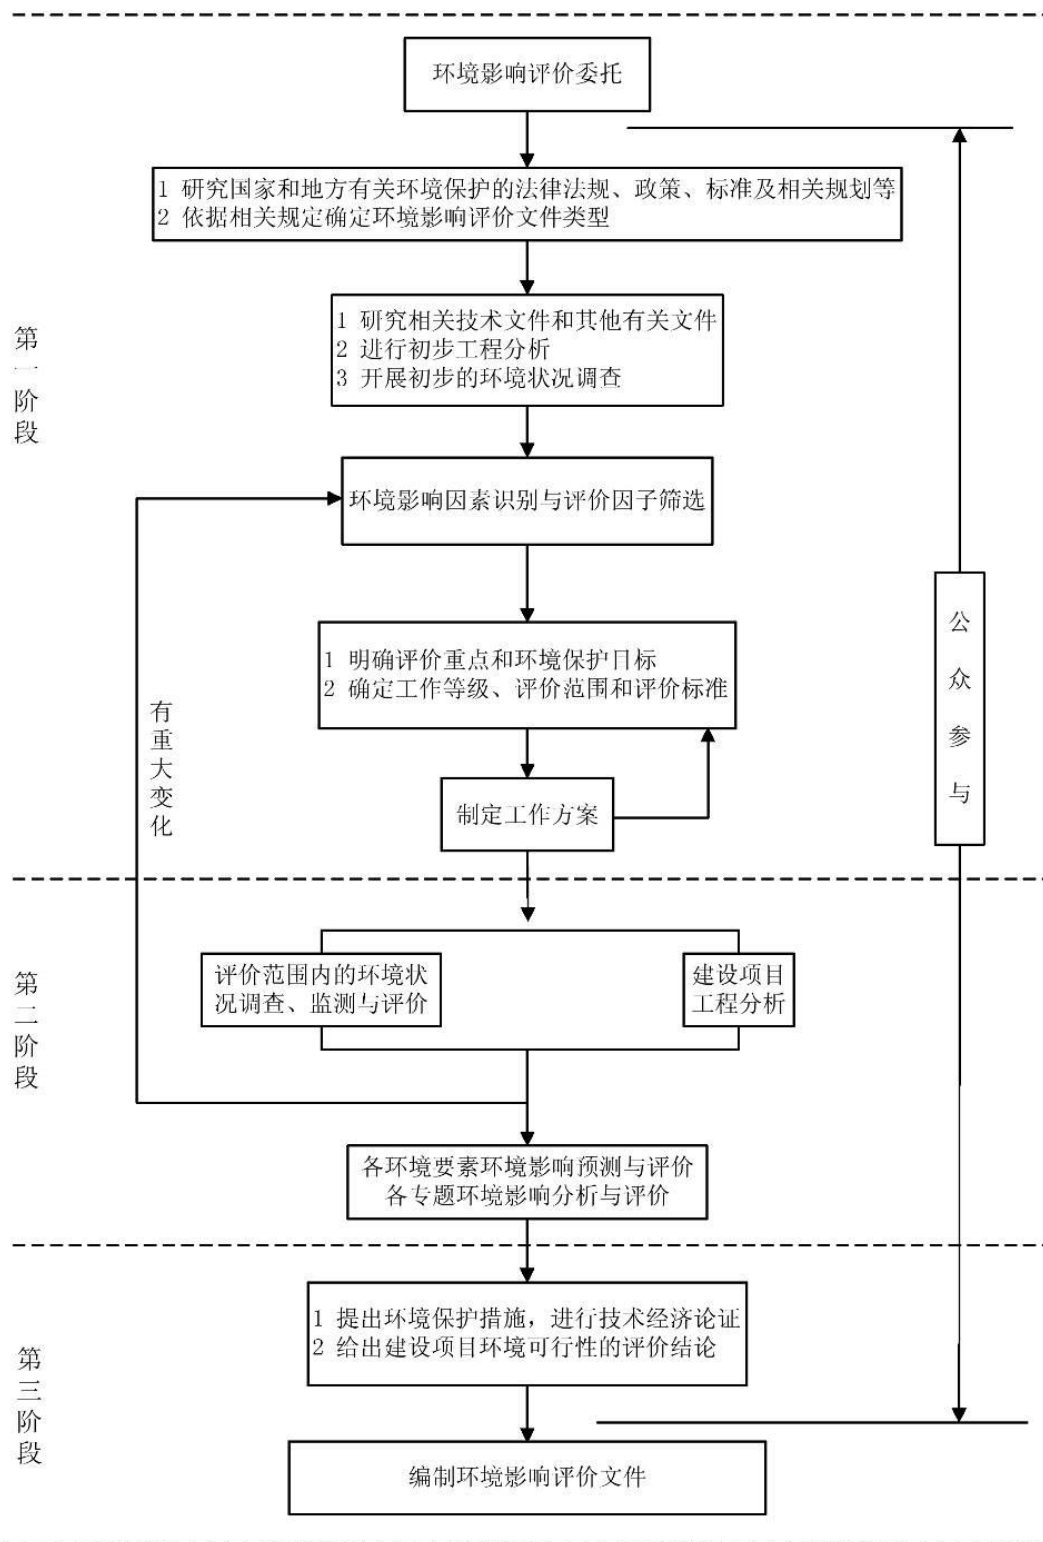 环境影响评价委托
1 研究国家和地方有关环境保护的法律法规、政策、标准及相关规划等
2 依据相关规定确定环境影响评价文件类型
1 研究相关技术文件和其他有关文件
2 进行初步工程分析
3 开展初步的环境状况调查
第一阶段
环境影响因素识别与评价因子筛选
1 明确评价重点和环境保护目标
2 确定工作等级、评价范围和评价标准
公众参与
有重大变化
制定工作方案
第二阶段
评价范围内的环境状
况调查、监测与评价
建设项目
工程分析
各环境要素环境影响预测与评价
各专题环境影响分析与评价
第三阶段
1 提出环境保护措施，进行技术经济论证
2 给出建设项目环境可行性的评价结论
编制环境影响评价文件